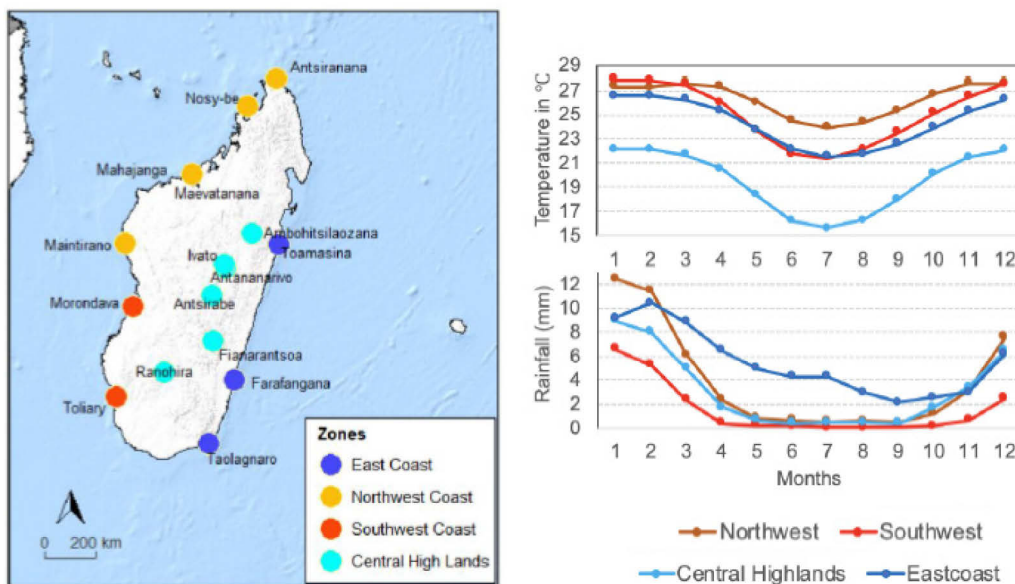 Antsiranana
Nosy-be
Mahajanga
Maevatanana
Ambohitsilaozana
Maintirano
Toamasina
Ivato
Antananarivo
Morondava
Antsirabe
Fianarantsoa
Ranohira
Farafangana
Toliary
Taolagnaro
0 200 km
Zones
East Coast
Northwest Coast
Southwest Coast
Central High Lands
Temperature in °C
29
27
25
23
21
19
17
15
1 2 3 4 5 6 7 8 9 10 11 12
Rainfall (mm)
12
10
8
6
4
2
0
1 2 3 4 5 6 7 8 9 10 11 12
Months
Northwest Southwest
Central Highlands Eastcoast